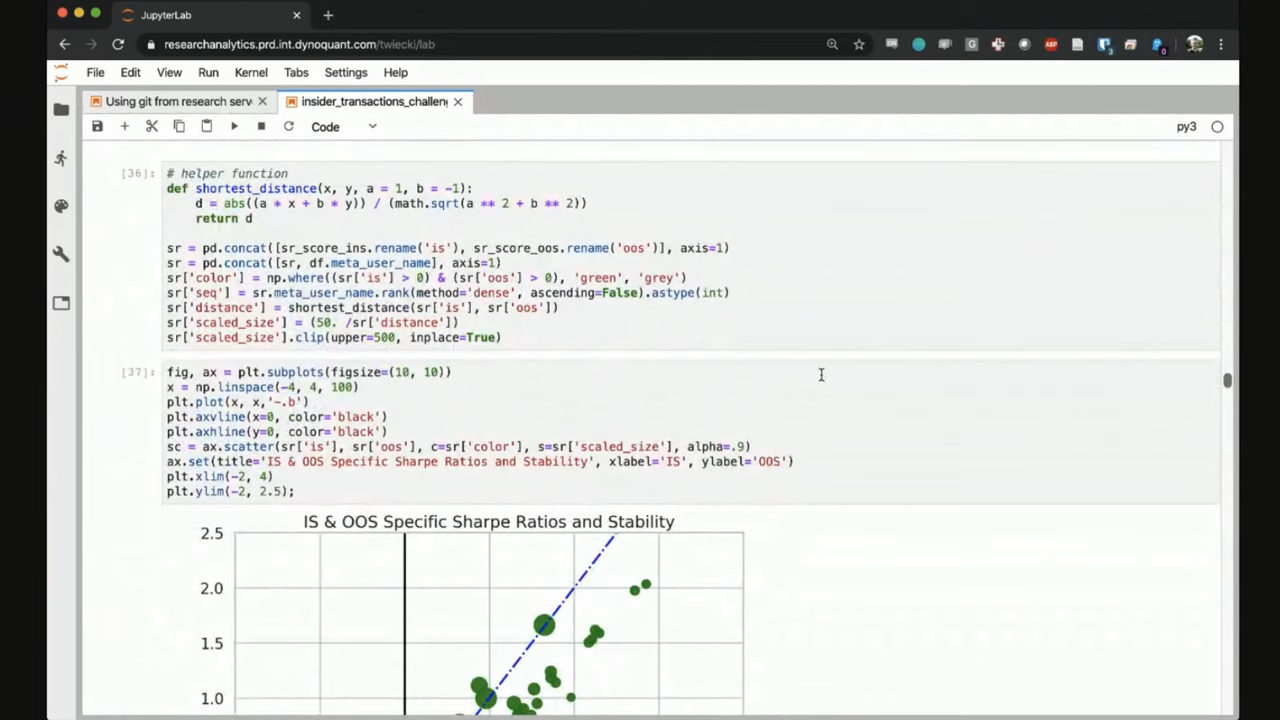 JupyterLab
researchanalytics.prd.int.dynoquant.com/twiecki/lab
File Edit View Run Kernel Tabs Settings Help
Using git from research serv
insider_transactions_challen
Code
py3
[36]:
# helper function
def shortest_distance(x, y, a = 1, b = -1):
    d = abs((a * x + b * y)) / (math.sqrt(a ** 2 + b ** 2))
    return d
sr = pd.concat([sr_score_ins.rename('is'), sr_score_oos.rename('oos')], axis=1)
sr = pd.concat([sr, df.meta_user_name], axis=1)
sr['color'] = np.where((sr['is'] > 0) & (sr['oos'] > 0), 'green', 'grey')
sr['seq'] = sr.meta_user_name.rank(method='dense', ascending=False).astype(int)
sr['distance'] = shortest_distance(sr['is'], sr['oos'])
sr['scaled_size'] = (50. /sr['distance'])
sr['scaled_size'].clip(upper=500, inplace=True)
[37]:
fig, ax = plt.subplots(figsize=(10, 10))
x = np.linspace(-4, 4, 100)
plt.plot(x, x,'-.b')
plt.axvline(x=0, color='black')
plt.axhline(y=0, color='black')
sc = ax.scatter(sr['is'], sr['oos'], c=sr['color'], s=sr['scaled_size'], alpha=.9)
ax.set(title='IS & OOS Specific Sharpe Ratios and Stability', xlabel='IS', ylabel='OOS')
plt.xlim(-2, 4)
plt.ylim(-2, 2.5);
IS & OOS Specific Sharpe Ratios and Stability
2.5
2.0
1.5
1.0